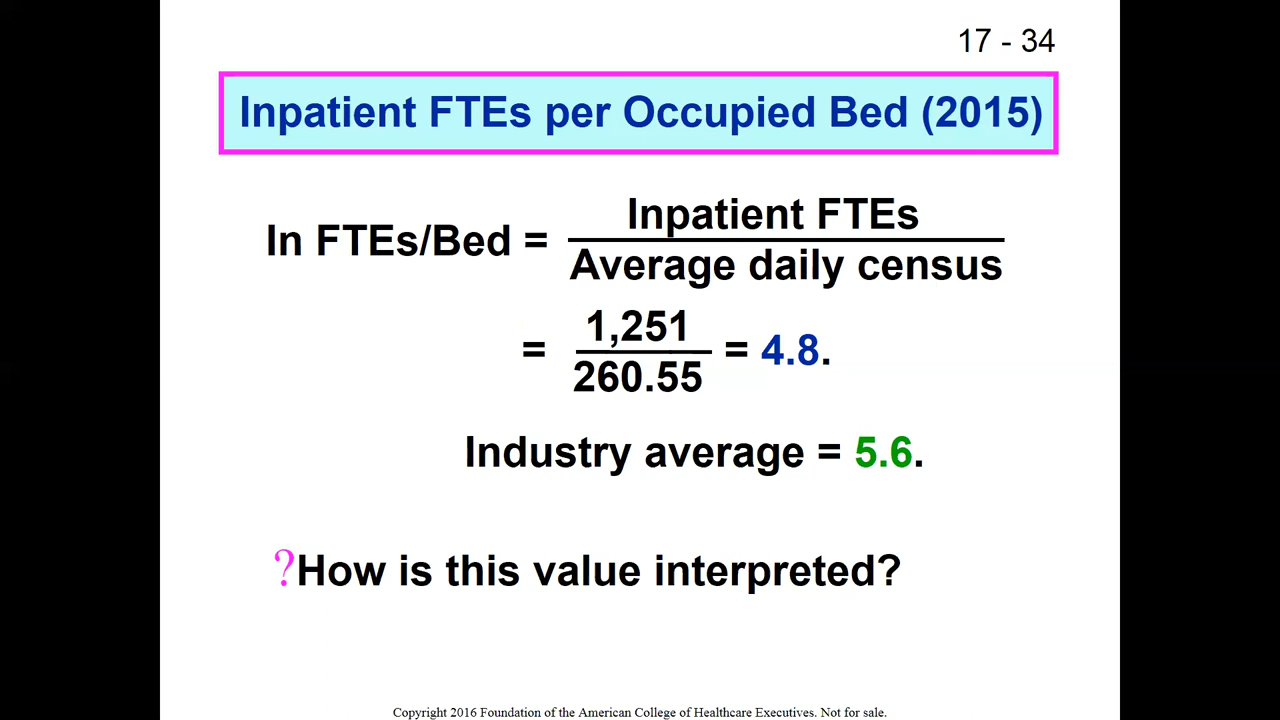 17 - 34
Inpatient FTEs per Occupied Bed (2015)
In FTEs/Bed = Inpatient FTEs
Average daily census
= 1,251 = 4.8.
260.55
Industry average = 5.6.
?How is this value interpreted?
Copyright 2016 Foundation of the American College of Healthcare Executives. Not for sale.